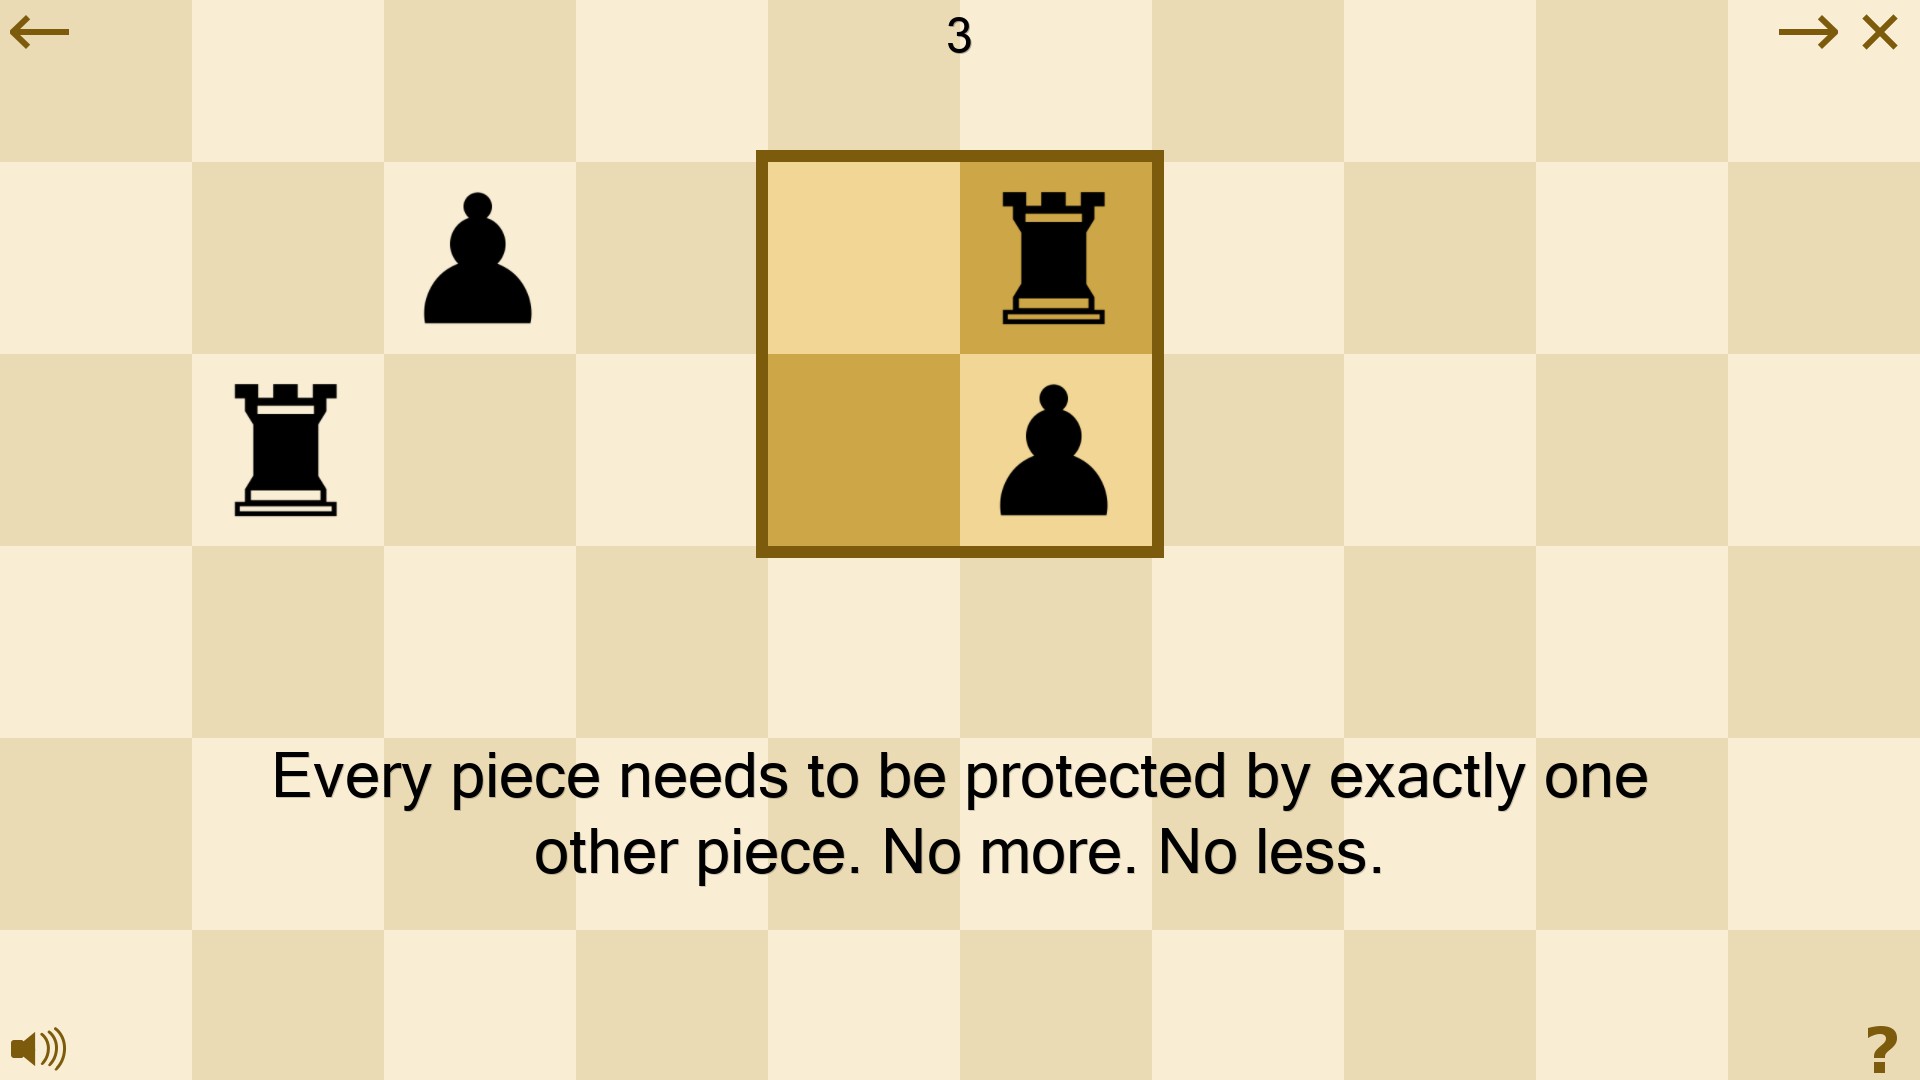 3
Every piece needs to be protected by exactly one
other piece. No more. No less.
?